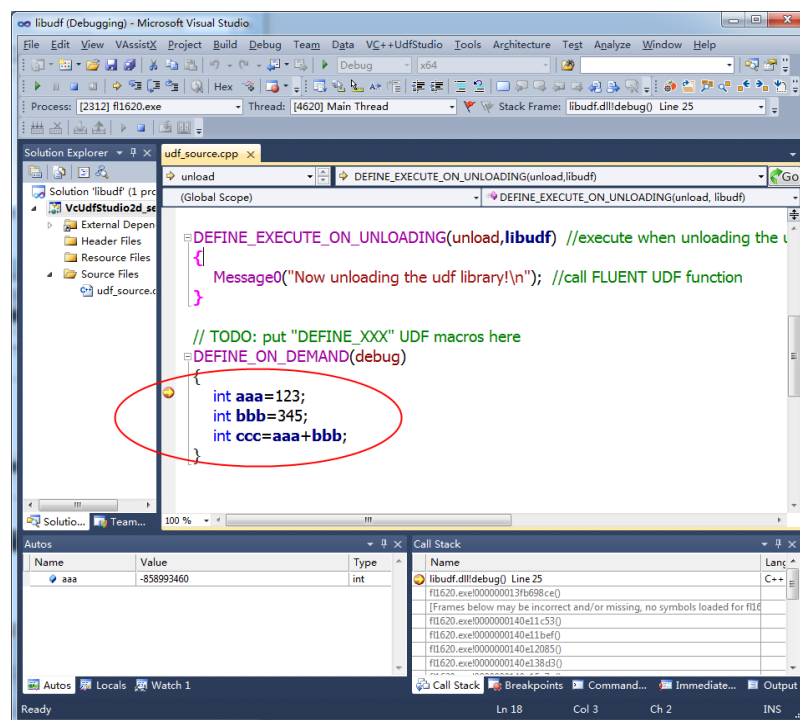 libudf (Debugging) - Microsoft Visual Studio
File Edit View VAssistX Project Build Debug Team Data VC++UdfStudio Tools Architecture Test Analyze Window Help
Debug x64
Hex
Process: [2312] fl1620.exe Thread: [4620] Main Thread Stack Frame: libudf.dll!debug() Line 25
Solution Explorer
Solution 'libudf' (1 pro
VcUdfStudio2d_se
External Depen
Header Files
Resource Files
Source Files
udf_source.c
Solutio... Team...
udf_source.cpp
unload DEFINE_EXECUTE_ON_UNLOADING(unload,libudf) Go
(Global Scope) DEFINE_EXECUTE_ON_UNLOADING(unload, libudf)
DEFINE_EXECUTE_ON_UNLOADING(unload,libudf) //execute when unloading the u
{
Message0("Now unloading the udf library!\n"); //call FLUENT UDF function
}
// TODO: put "DEFINE_XXX" UDF macros here
DEFINE_ON_DEMAND(debug)
{
int aaa=123;
int bbb=345;
int ccc=aaa+bbb;
}
100 %
Autos
Name Value Type
aaa -858993460 int
Autos Locals Watch 1
Call Stack
Name Lang
libudf.dll!debug() Line 25 C++
fl1620.exe!000000013fb698ce()
[Frames below may be incorrect and/or missing, no symbols loaded for fl16
fl1620.exe!0000000140e11c53()
fl1620.exe!0000000140e11bef()
fl1620.exe!0000000140e12085()
fl1620.exe!0000000140e138d3()
Call Stack Breakpoints Command... Immediate... Output
Ready Ln 18 Col 3 Ch 2 INS